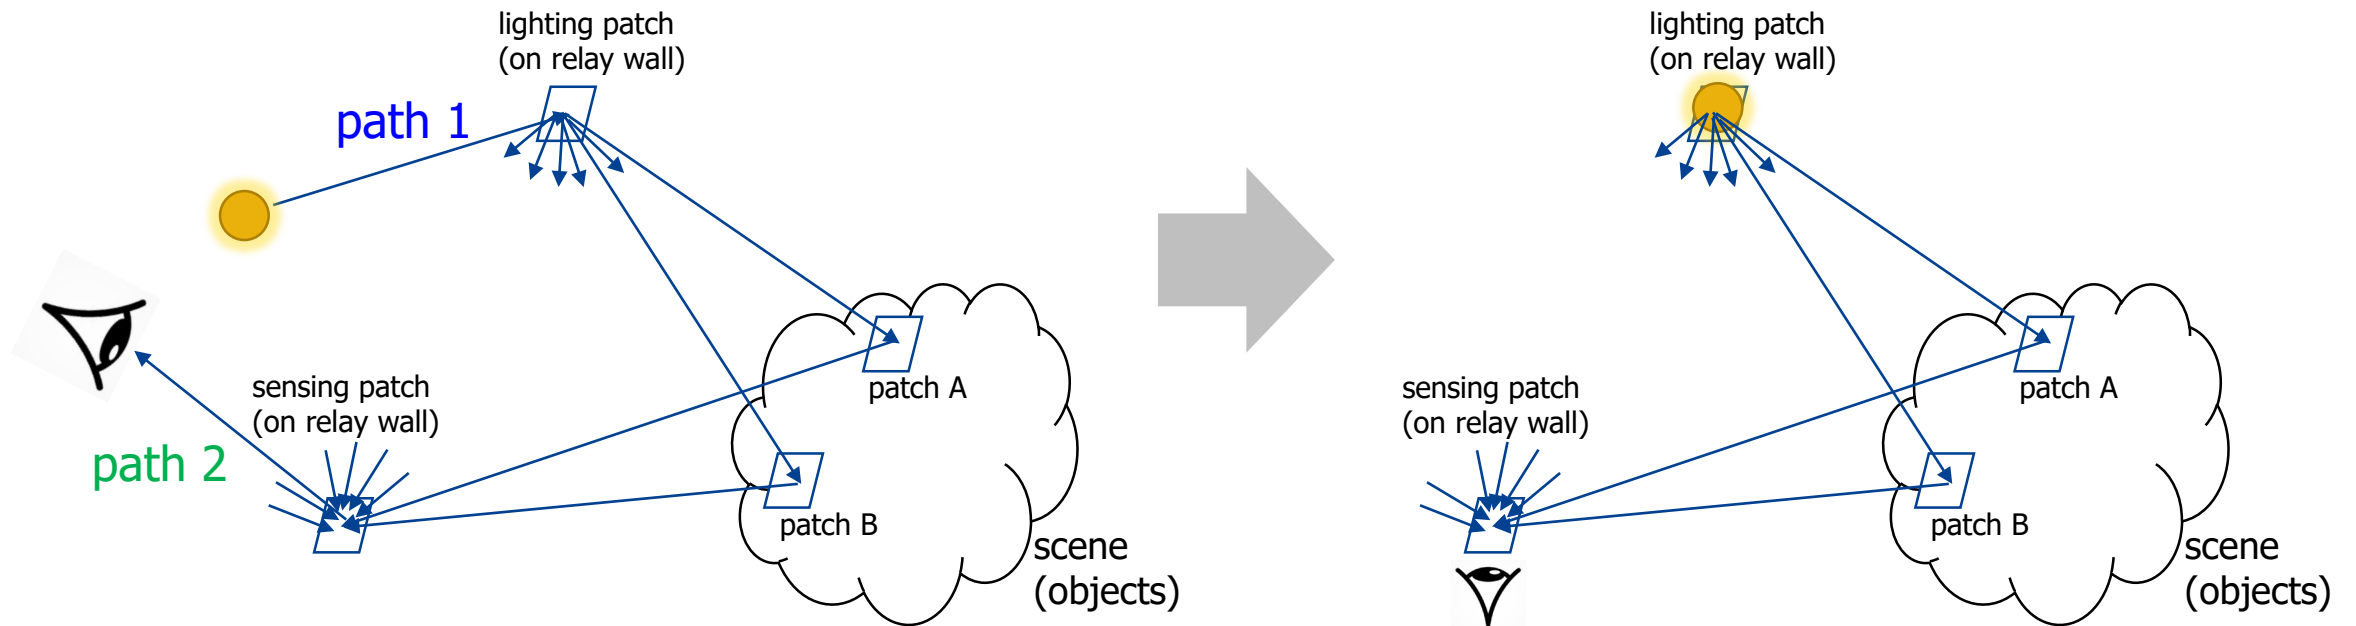 lighting patch
(on relay wall)
path 1
sensing patch
(on relay wall)
path 2
patch A
patch B
scene
(objects)
lighting patch
(on relay wall)
sensing patch
(on relay wall)
patch A
patch B
scene
(objects)